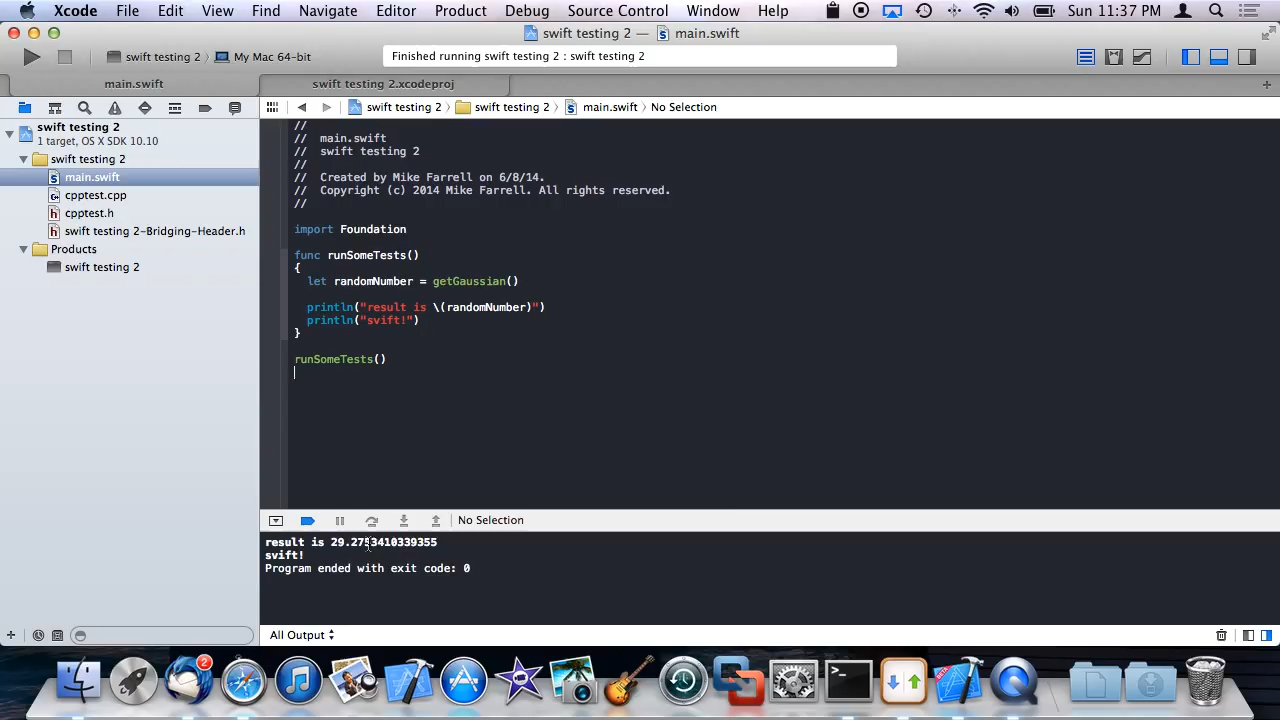 Xcode File Edit View Find Navigate Editor Product Debug Source Control Window Help Sun 11:37 PM
swift testing 2 — main.swift
swift testing 2 My Mac 64-bit Finished running swift testing 2 : swift testing 2
main.swift swift testing 2.xcodeproj
swift testing 2 swift testing 2 main.swift No Selection
swift testing 2
1 target, OS X SDK 10.10
swift testing 2
main.swift
cpptest.cpp
cpptest.h
swift testing 2-Bridging-Header.h
Products
swift testing 2
//
//  main.swift
//  swift testing 2
//
//  Created by Mike Farrell on 6/8/14.
//  Copyright (c) 2014 Mike Farrell. All rights reserved.
//
import Foundation
func runSomeTests()
{
  let randomNumber = getGaussian()
  println("result is \(randomNumber)")
  println("svift!")
}
runSomeTests()
No Selection
result is 29.2753410339355
svift!
Program ended with exit code: 0
All Output
2